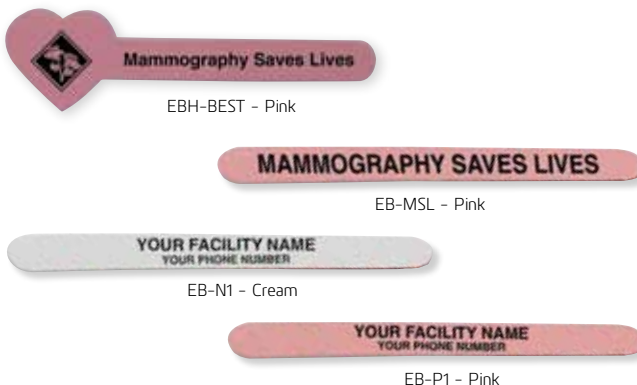 Mammography Saves Lives
EBH-BEST - Pink
MAMMOGRAPHY SAVES LIVES
EB-MSL - Pink
YOUR FACILITY NAME
YOUR PHONE NUMBER
EB-N1 - Cream
YOUR FACILITY NAME
YOUR PHONE NUMBER
EB-P1 - Pink